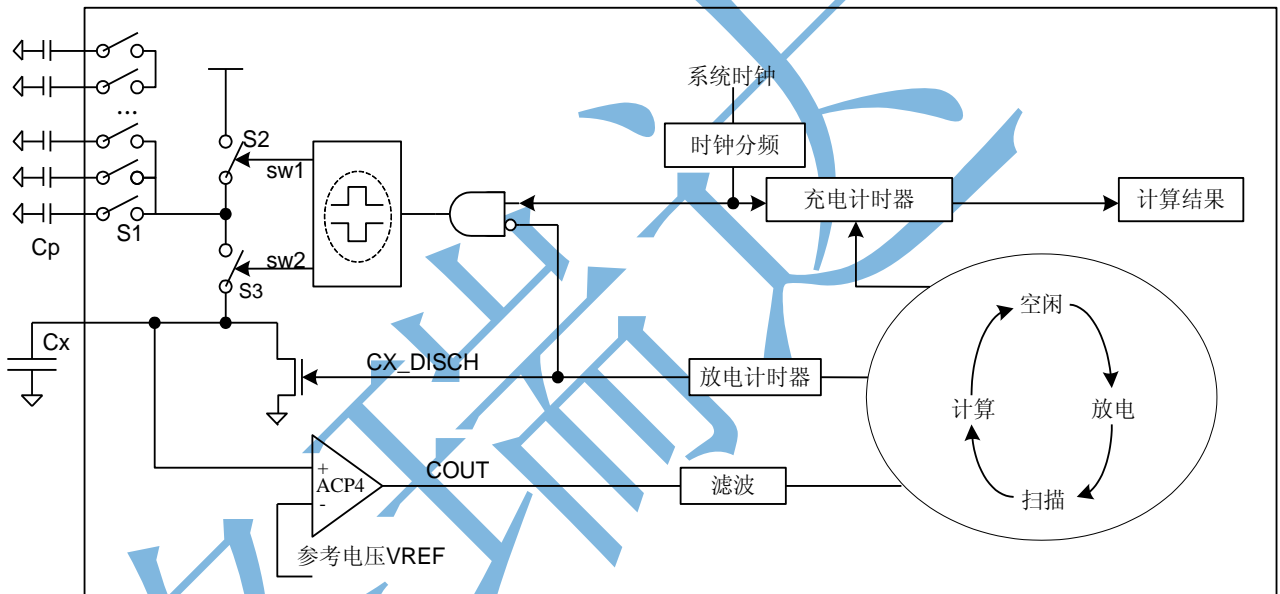 系统时钟
...
S2
时钟分频
sw1
充电计时器
计算结果
S1
Cp
sw2
S3
空闲
Cx
CX_DISCH
放电计时器
计算
放电
+
ACP4
-
COUT
滤波
扫描
参考电压VREF